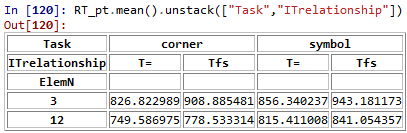 In [120]: RT_pt.mean().unstack(["Task","ITrelationship"])
Out[120]:
Task corner symbol
ITrelationship T= Tfs T= Tfs
ElemN
3 826.822989 908.885481 856.340237 943.181173
12 749.586975 778.533314 815.411008 841.054357